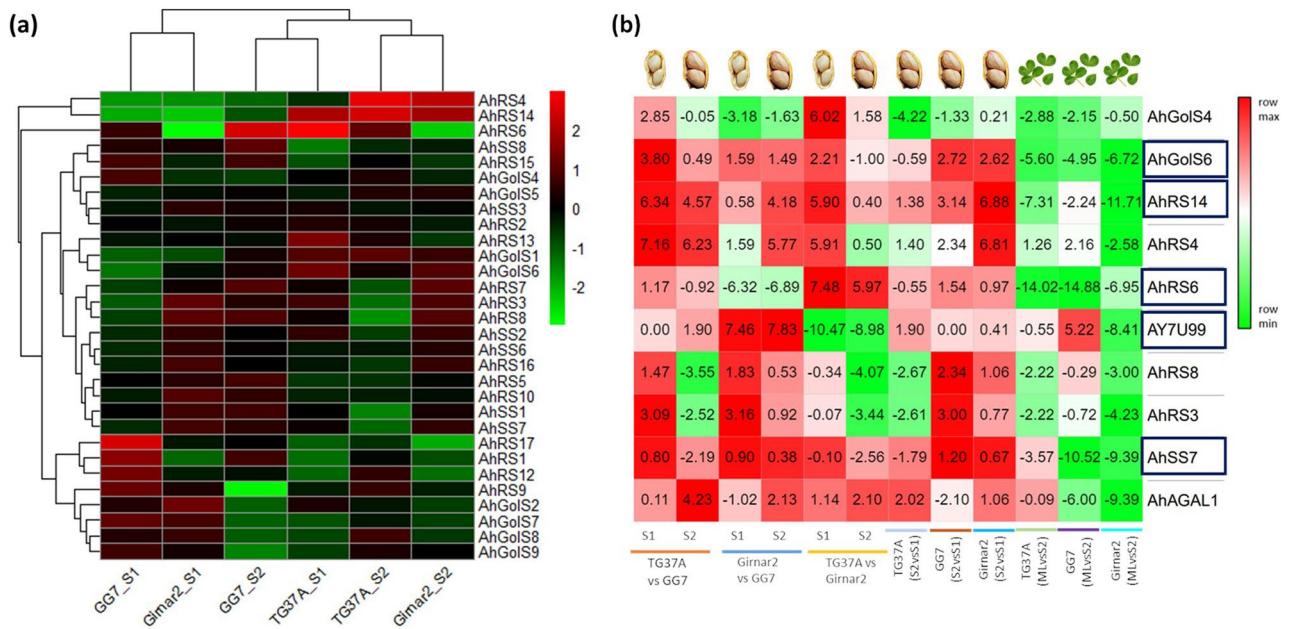 (a)
AhRS4
AhRS14
AhRS6
AhSS8
AhRS15
AhGolS4
AhGolS5
AhSS3
AhRS2
AhRS13
AhGolS1
AhGolS6
AhRS7
AhRS3
AhRS8
AhSS2
AhSS6
AhRS16
AhRS5
AhRS10
AhSS1
AhSS7
AhRS17
AhRS1
AhRS12
AhRS9
AhGolS2
AhGolS7
AhGolS8
AhGolS9
2
1
0
-1
-2
GG7_S1
Girnar2_S1
GG7_S2
TG37A_S1
TG37A_S2
Girnar2_S2
(b)
2.85 -0.05 -3.18 -1.63 6.02 1.58 -4.22 -1.33 0.21 -2.88 -2.15 -0.50 AhGolS4
3.80 0.49 1.59 1.49 2.21 -1.00 -0.59 2.72 2.62 -5.60 -4.95 -6.72 AhGolS6
6.34 4.57 0.58 4.18 5.90 0.40 1.38 3.14 6.88 -7.31 -2.24 -11.71 AhRS14
7.16 6.23 1.59 5.77 5.91 0.50 1.40 2.34 6.81 1.26 2.16 -2.58 AhRS4
1.17 -0.92 -6.32 -6.89 7.48 5.97 -0.55 1.54 0.97 -14.02 -14.88 -6.95 AhRS6
0.00 1.90 7.46 7.83 -10.47 -8.98 1.90 0.00 0.41 -0.55 5.22 -8.41 AY7U99
1.47 -3.55 1.83 0.53 -0.34 -4.07 -2.67 2.34 1.06 -2.22 -0.29 -3.00 AhRS8
3.09 -2.52 3.16 0.92 -0.07 -3.44 -2.61 3.00 0.77 -2.22 -0.72 -4.23 AhRS3
0.80 -2.19 0.90 0.38 -0.10 -2.56 -1.79 1.20 0.67 -3.57 -10.52 -9.39 AhSS7
0.11 4.23 -1.02 2.13 1.14 2.10 2.02 -2.10 1.06 -0.09 -6.00 -9.39 AhAGAL1
S1 S2 S1 S2 S1 S2
TG37A
vs GG7
Girnar2
vs GG7
TG37A vs
Girnar2
TG37A
(S2vsS1)
GG7
(S2vsS1)
Girnar2
(S2vsS1)
TG37A
(MLvsS2)
GG7
(MLvsS2)
Girnar2
(MLvsS2)
row
max
row
min